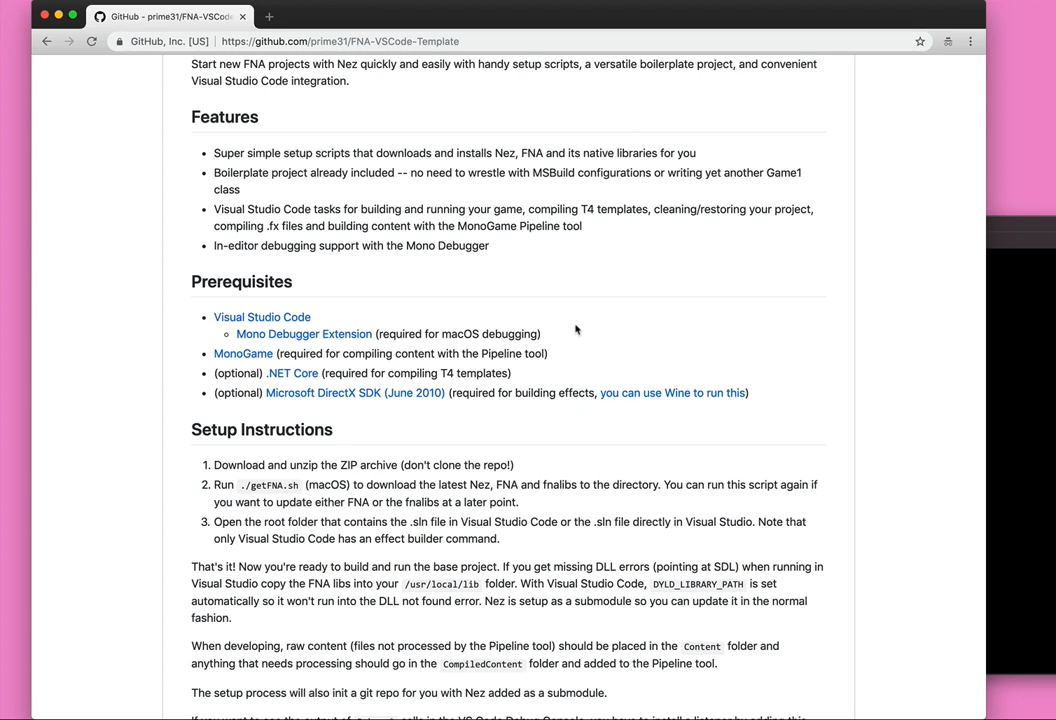 GitHub - prime31/FNA-VSCode
GitHub, Inc. [US] | https://github.com/prime31/FNA-VSCode-Template
Start new FNA projects with Nez quickly and easily with handy setup scripts, a versatile boilerplate project, and convenient
Visual Studio Code integration.
Features
• Super simple setup scripts that downloads and installs Nez, FNA and its native libraries for you
• Boilerplate project already included -- no need to wrestle with MSBuild configurations or writing yet another Game1
class
• Visual Studio Code tasks for building and running your game, compiling T4 templates, cleaning/restoring your project,
compiling .fx files and building content with the MonoGame Pipeline tool
• In-editor debugging support with the Mono Debugger
Prerequisites
• Visual Studio Code
◦ Mono Debugger Extension (required for macOS debugging)
• MonoGame (required for compiling content with the Pipeline tool)
• (optional) .NET Core (required for compiling T4 templates)
• (optional) Microsoft DirectX SDK (June 2010) (required for building effects, you can use Wine to run this)
Setup Instructions
1. Download and unzip the ZIP archive (don't clone the repo!)
2. Run ./getFNA.sh (macOS) to download the latest Nez, FNA and fnalibs to the directory. You can run this script again if
you want to update either FNA or the fnalibs at a later point.
3. Open the root folder that contains the .sln file in Visual Studio Code or the .sln file directly in Visual Studio. Note that
only Visual Studio Code has an effect builder command.
That's it! Now you're ready to build and run the base project. If you get missing DLL errors (pointing at SDL) when running in
Visual Studio copy the FNA libs into your /usr/local/lib folder. With Visual Studio Code, DYLD_LIBRARY_PATH is set
automatically so it won't run into the DLL not found error. Nez is setup as a submodule so you can update it in the normal
fashion.
When developing, raw content (files not processed by the Pipeline tool) should be placed in the Content folder and
anything that needs processing should go in the CompiledContent folder and added to the Pipeline tool.
The setup process will also init a git repo for you with Nez added as a submodule.